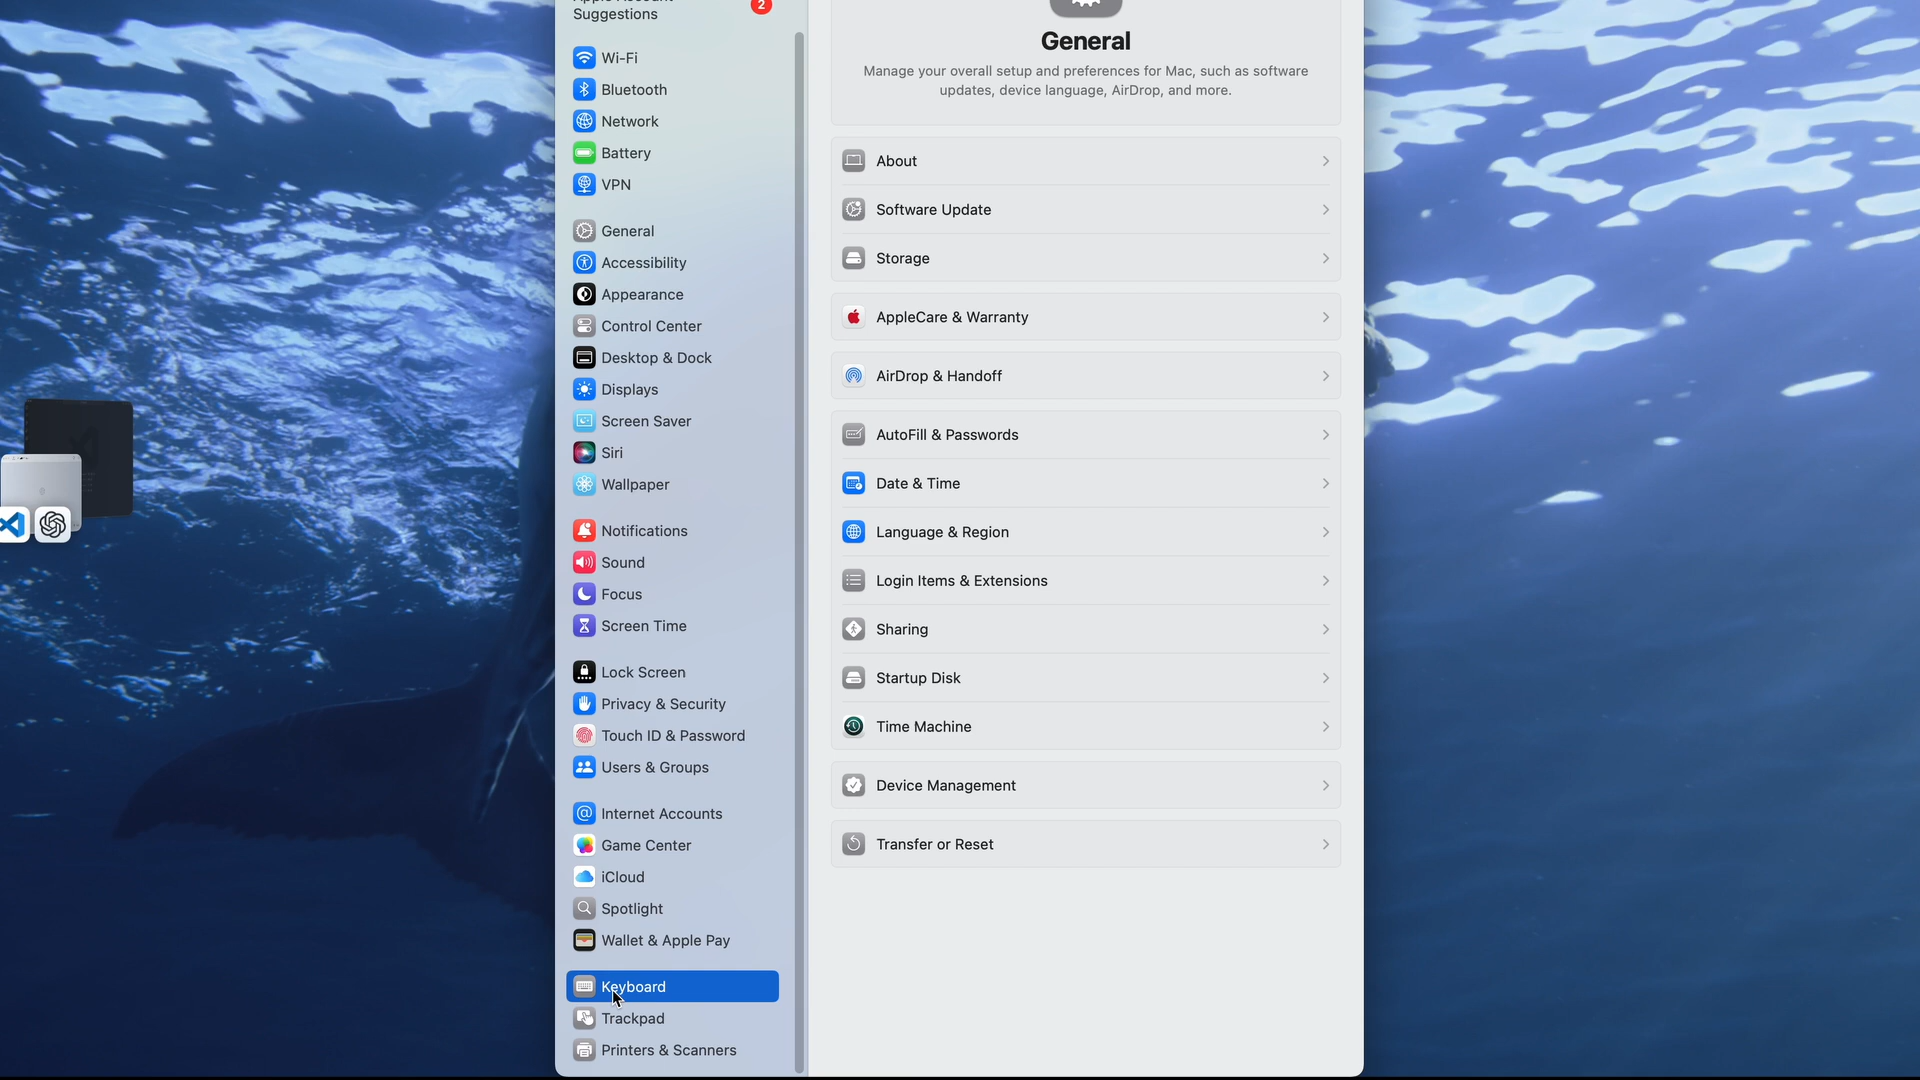 Suggestions
2
Wi-Fi
Bluetooth
Network
Battery
VPN
General
Accessibility
Appearance
Control Center
Desktop & Dock
Displays
Screen Saver
Siri
Wallpaper
Notifications
Sound
Focus
Screen Time
Lock Screen
Privacy & Security
Touch ID & Password
Users & Groups
Internet Accounts
Game Center
iCloud
Spotlight
Wallet & Apple Pay
Keyboard
Trackpad
Printers & Scanners
General
Manage your overall setup and preferences for Mac, such as software
updates, device language, AirDrop, and more.
About
Software Update
Storage
AppleCare & Warranty
AirDrop & Handoff
AutoFill & Passwords
Date & Time
Language & Region
Login Items & Extensions
Sharing
Startup Disk
Time Machine
Device Management
Transfer or Reset